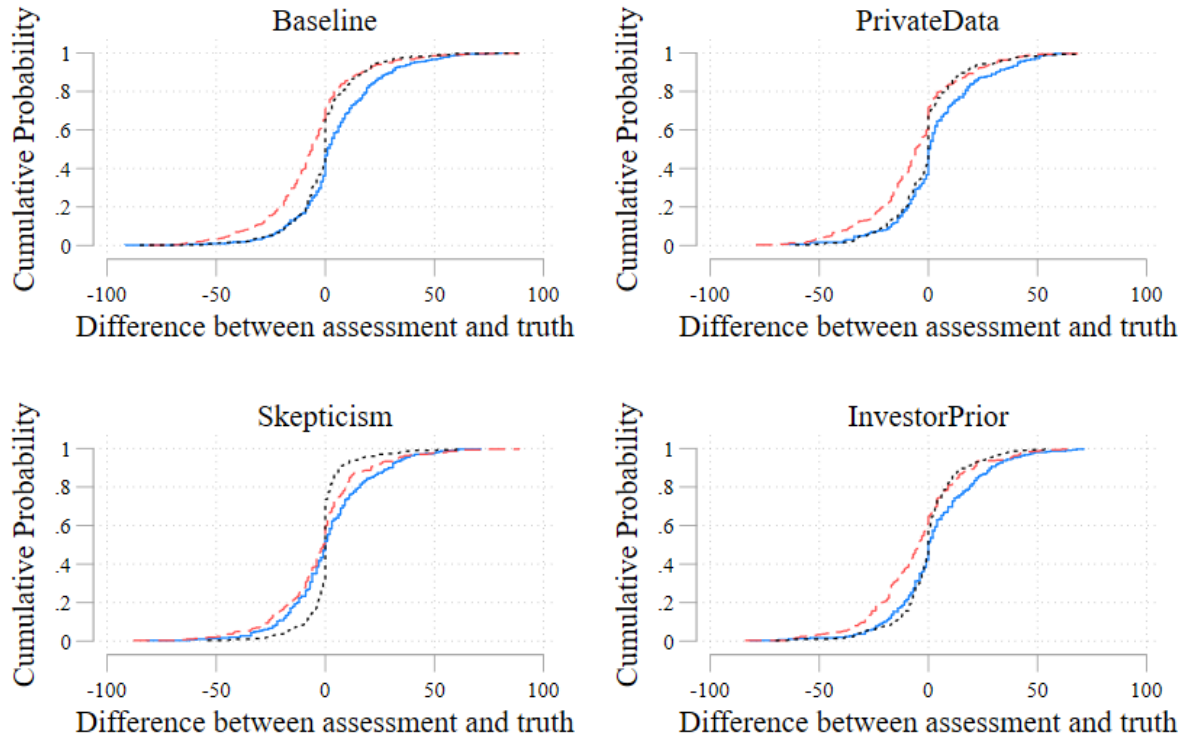 Baseline
Cumulative Probability
1
.8
.6
.4
.2
0
-100 -50 0 50 100
Difference between assessment and truth
PrivateData
Cumulative Probability
1
.8
.6
.4
.2
0
-100 -50 0 50 100
Difference between assessment and truth
Skepticism
Cumulative Probability
1
.8
.6
.4
.2
0
-100 -50 0 50 100
Difference between assessment and truth
InvestorPrior
Cumulative Probability
1
.8
.6
.4
.2
0
-100 -50 0 50 100
Difference between assessment and truth